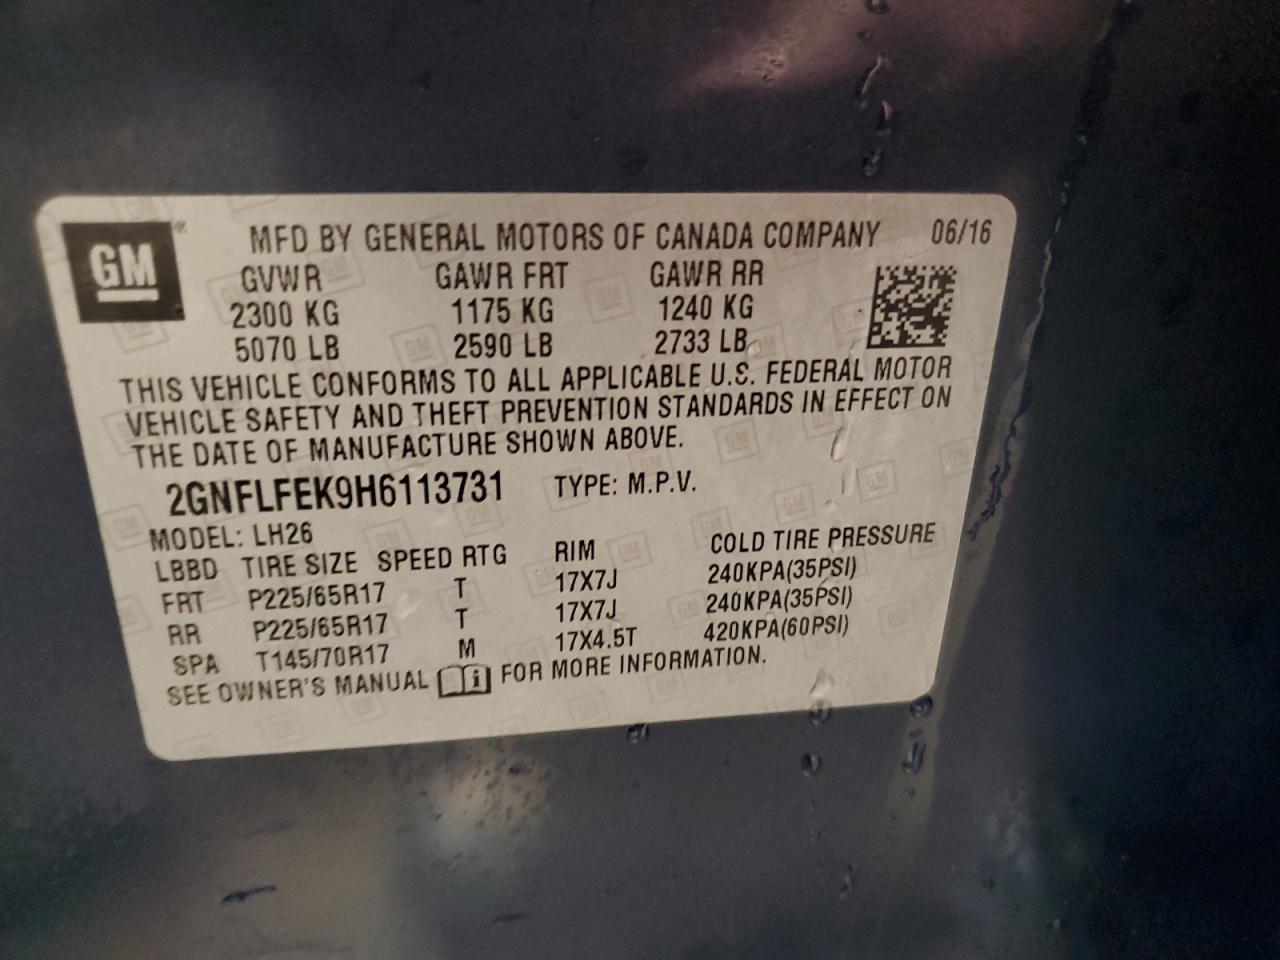 GM
MFD BY GENERAL MOTORS OF CANADA COMPANY 06/16
GVWR GAWR FRT GAWR RR
2300 KG 1175 KG 1240 KG
5070 LB 2590 LB 2733 LB
THIS VEHICLE CONFORMS TO ALL APPLICABLE U.S. FEDERAL MOTOR
VEHICLE SAFETY AND THEFT PREVENTION STANDARDS IN EFFECT ON
THE DATE OF MANUFACTURE SHOWN ABOVE.
2GNFLFEK9H6113731 TYPE: M.P.V.
MODEL: LH26
LBBD TIRE SIZE SPEED RTG RIM COLD TIRE PRESSURE
FRT P225/65R17 T 17X7J 240KPA(35PSI)
RR P225/65R17 T 17X7J 240KPA(35PSI)
SPA T145/70R17 M 17X4.5T 420KPA(60PSI)
SEE OWNER'S MANUAL i FOR MORE INFORMATION.